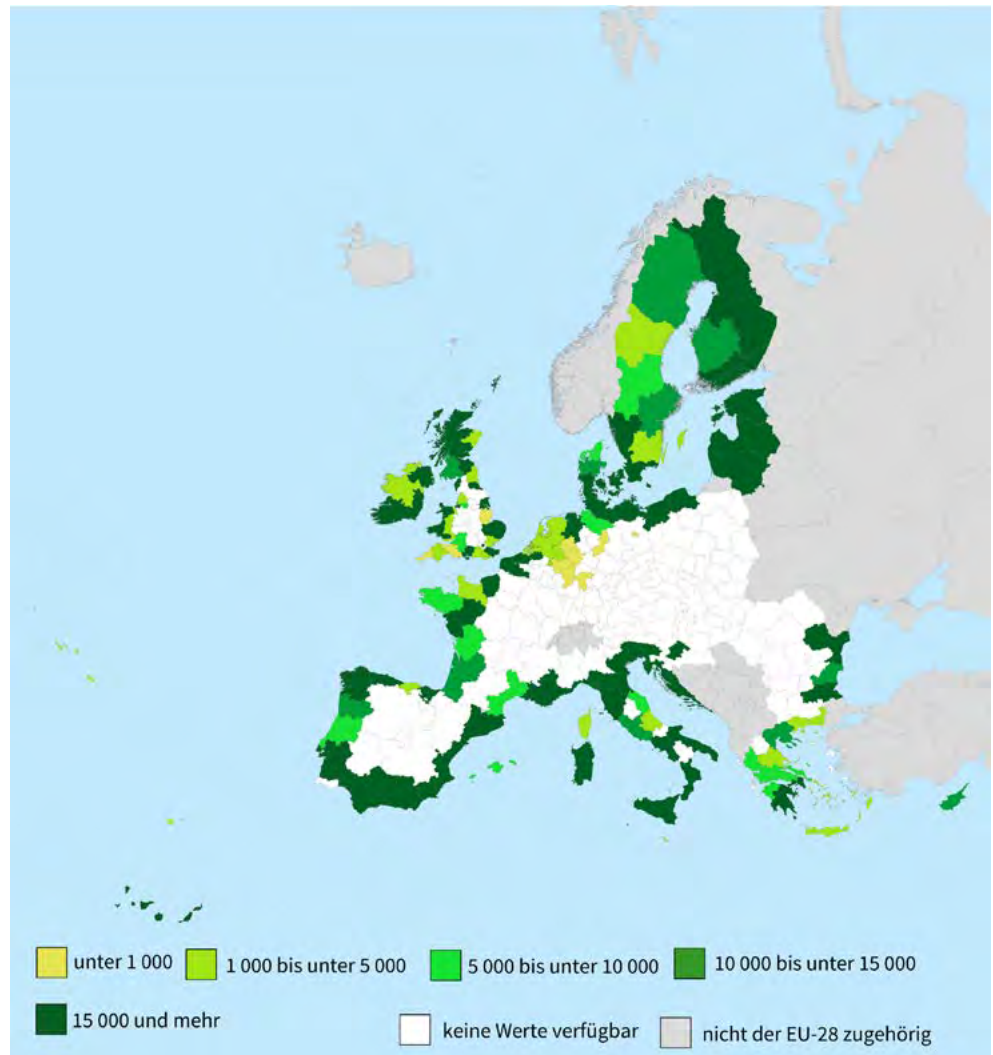 unter 1 000
1 000 bis unter 5 000
5 000 bis unter 10 000
10 000 bis unter 15 000
15 000 und mehr
keine Werte verfügbar
nicht der EU-28 zugehörig